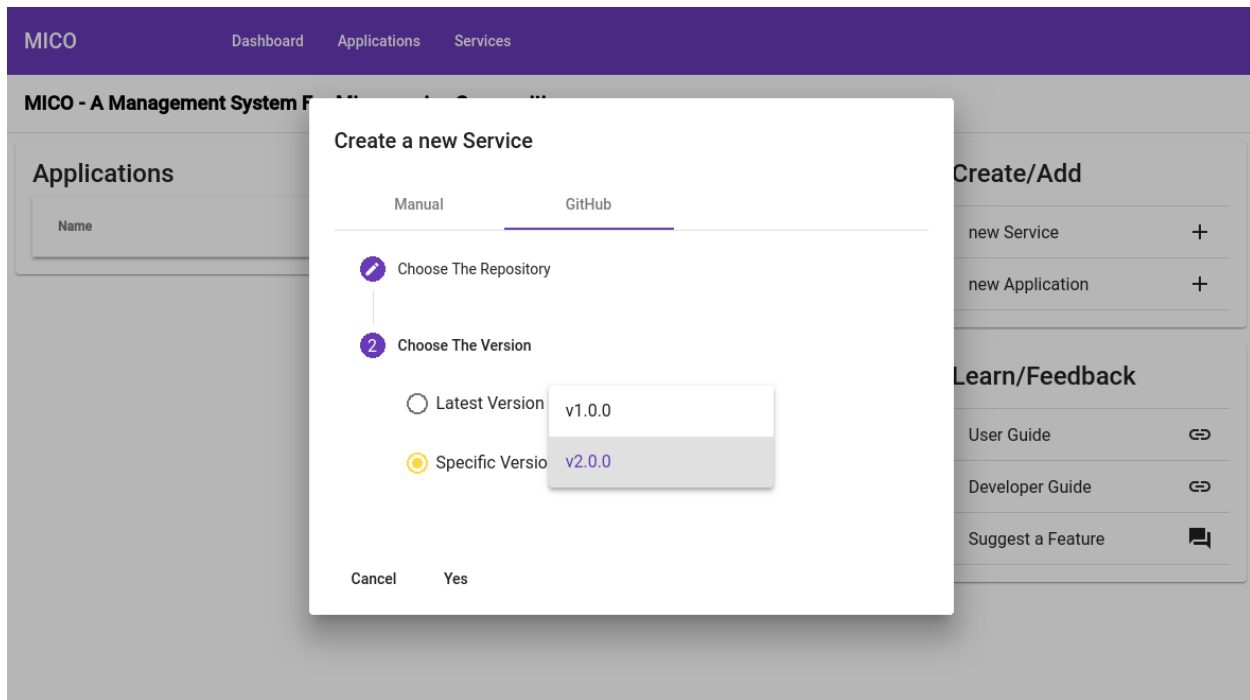 MICO Dashboard Applications Services
MICO - A Management System
Create a new Service
Manual GitHub
Choose The Repository
2 Choose The Version
Latest Version
v1.0.0
Specific Versio
v2.0.0
Cancel Yes
Applications
Name
Create/Add
new Service
new Application
Learn/Feedback
User Guide
Developer Guide
Suggest a Feature